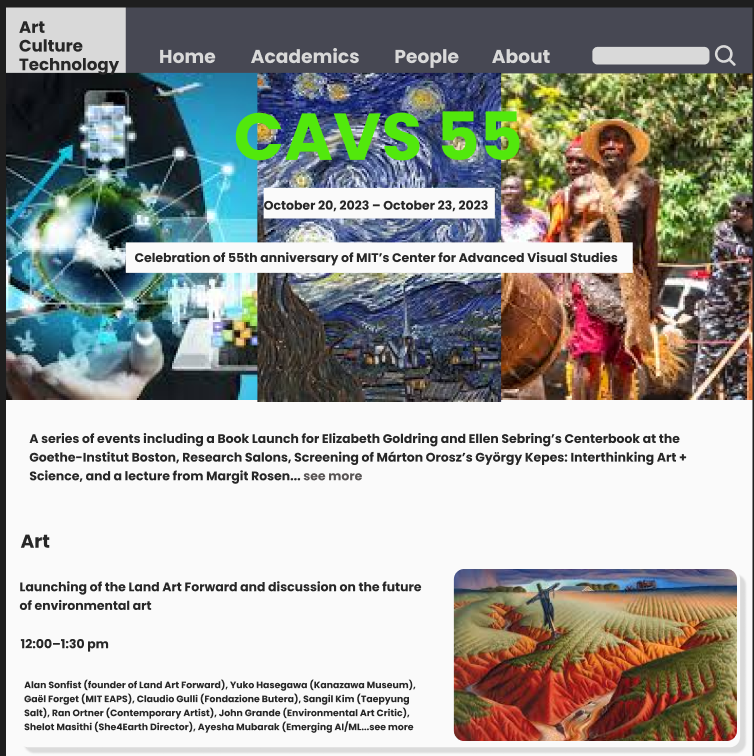 Art
Culture
Technology
Home Academics People About
CAVS 55
October 20, 2023 – October 23, 2023
Celebration of 55th anniversary of MIT’s Center for Advanced Visual Studies
A series of events including a Book Launch for Elizabeth Goldring and Ellen Sebring’s Centerbook at the
Goethe-Institut Boston, Research Salons, Screening of Márton Orosz’s György Kepes: Interthinking Art +
Science, and a lecture from Margit Rosen... see more
Art
Launching of the Land Art Forward and discussion on the future
of environmental art
12:00–1:30 pm
Alan Sonfist (founder of Land Art Forward), Yuko Hasegawa (Kanazawa Museum),
Gaël Forget (MIT EAPS), Claudio Gulli (Fondazione Butera), Sangil Kim (Taepyung
Salt), Ran Ortner (Contemporary Artist), John Grande (Environmental Art Critic),
Shelot Masithi (She4Earth Director), Ayesha Mubarak (Emerging AI/ML...see more